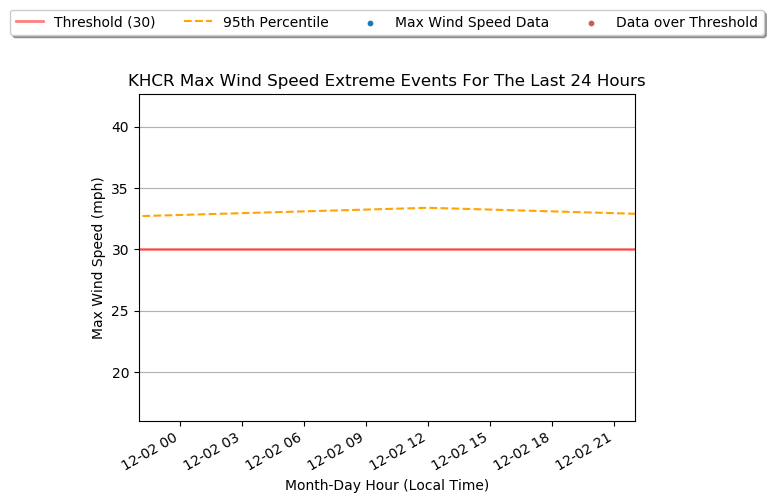 Threshold (30) 95th Percentile Max Wind Speed Data Data over Threshold
KHCR Max Wind Speed Extreme Events For The Last 24 Hours
Max Wind Speed (mph)
40
35
30
25
20
12-02 00 12-02 03 12-02 06 12-02 09 12-02 12 12-02 15 12-02 18 12-02 21
Month-Day Hour (Local Time)